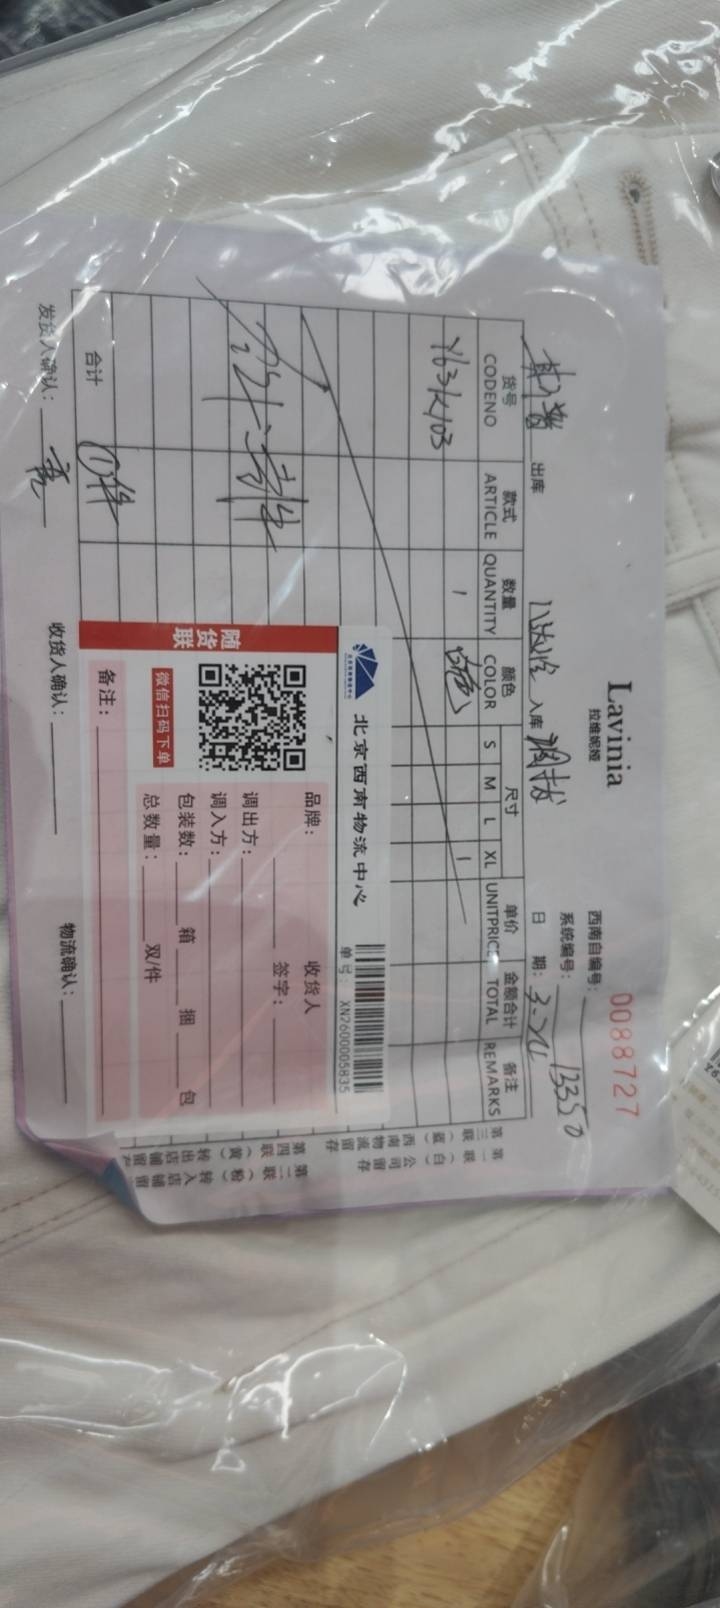 Lavinia
拉维妮娅
0088727
西南自编号：
系统编号： 13350
出库 入库 调拨 日 期： 3-24
货号 款式 数量 颜色 尺寸 单价 金额合计 备注
CODENO ARTICLE QUANTITY COLOR S M L XL UNITPRICE TOTAL REMARKS
1 1
合计 ①件
发货人确认： 收货人确认： 物流确认：
第一联（白）公司留存
第二联（粉）转入店铺留
第三联（蓝）西南物流留存
第四联（黄）转出店铺留
随货联
北京西南物流中心
单号： XN2600005835
微信扫码下单
品牌： 收货人
签字：
调出方：
调入方：
包装数： 箱 捆 包
总数量： 双/件
备注：